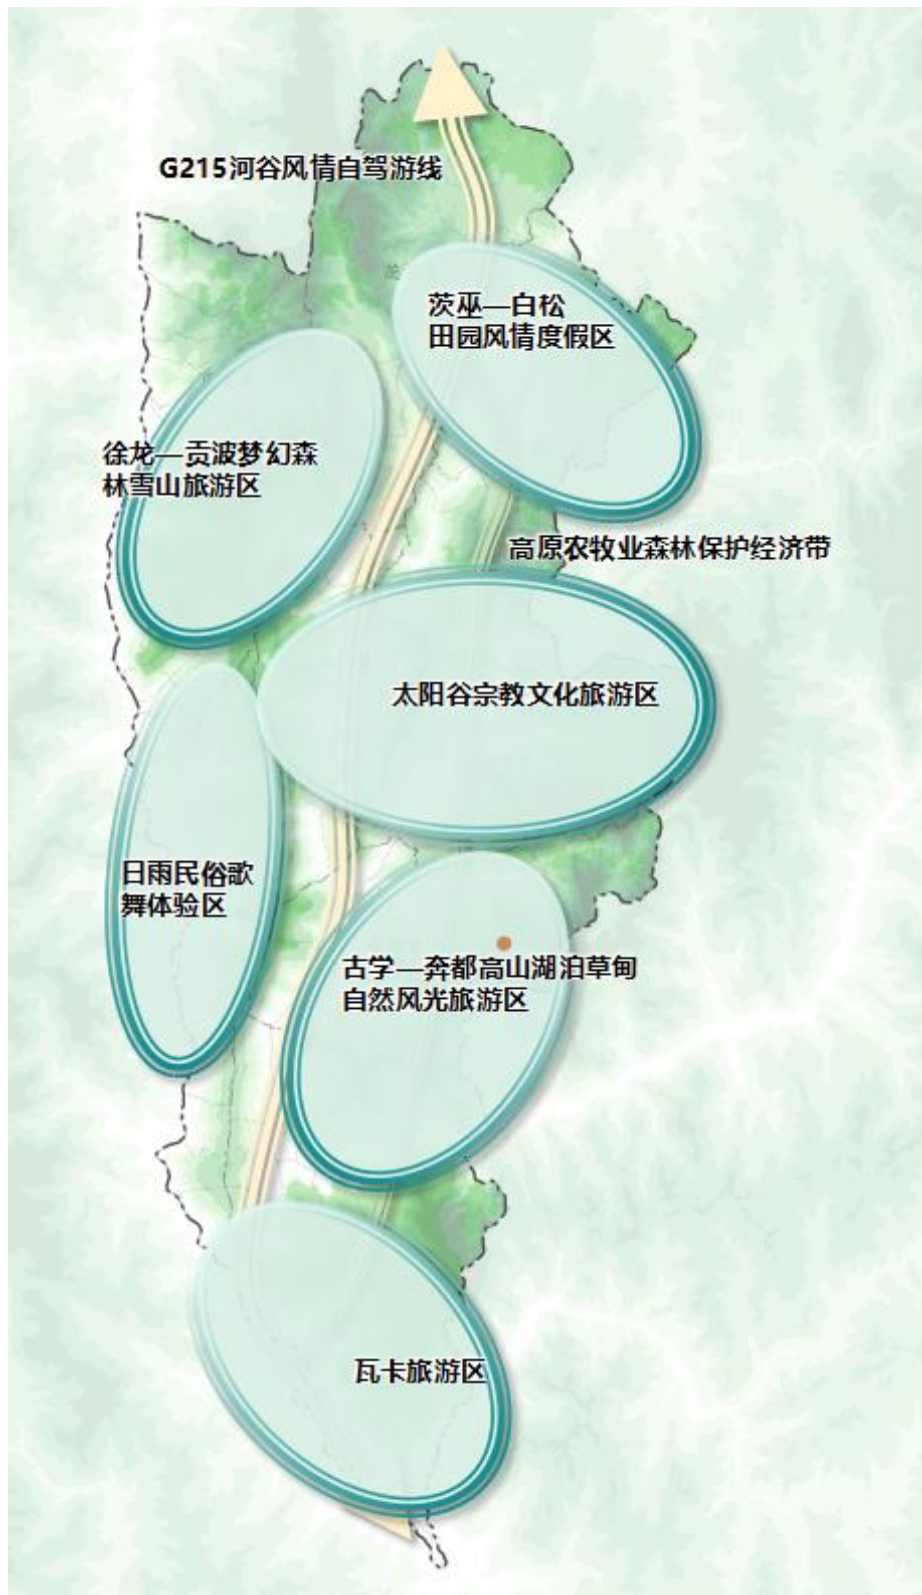 G215河谷风情自驾游线
茨巫—白松
田园风情度假区
徐龙—贡波梦幻森
林雪山旅游区
高原农牧业森林保护经济带
太阳谷宗教文化旅游区
日雨民俗歌
舞体验区
古学—奔都高山湖泊草甸
自然风光旅游区
瓦卡旅游区